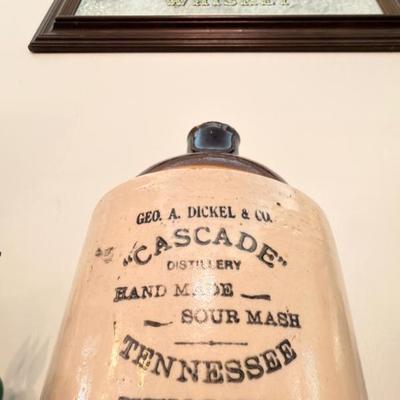 WHISKEY
GEO. A. DICKEL & CO.
"CASCADE"
DISTILLERY
HAND MADE
SOUR MASH
TENNESSEE